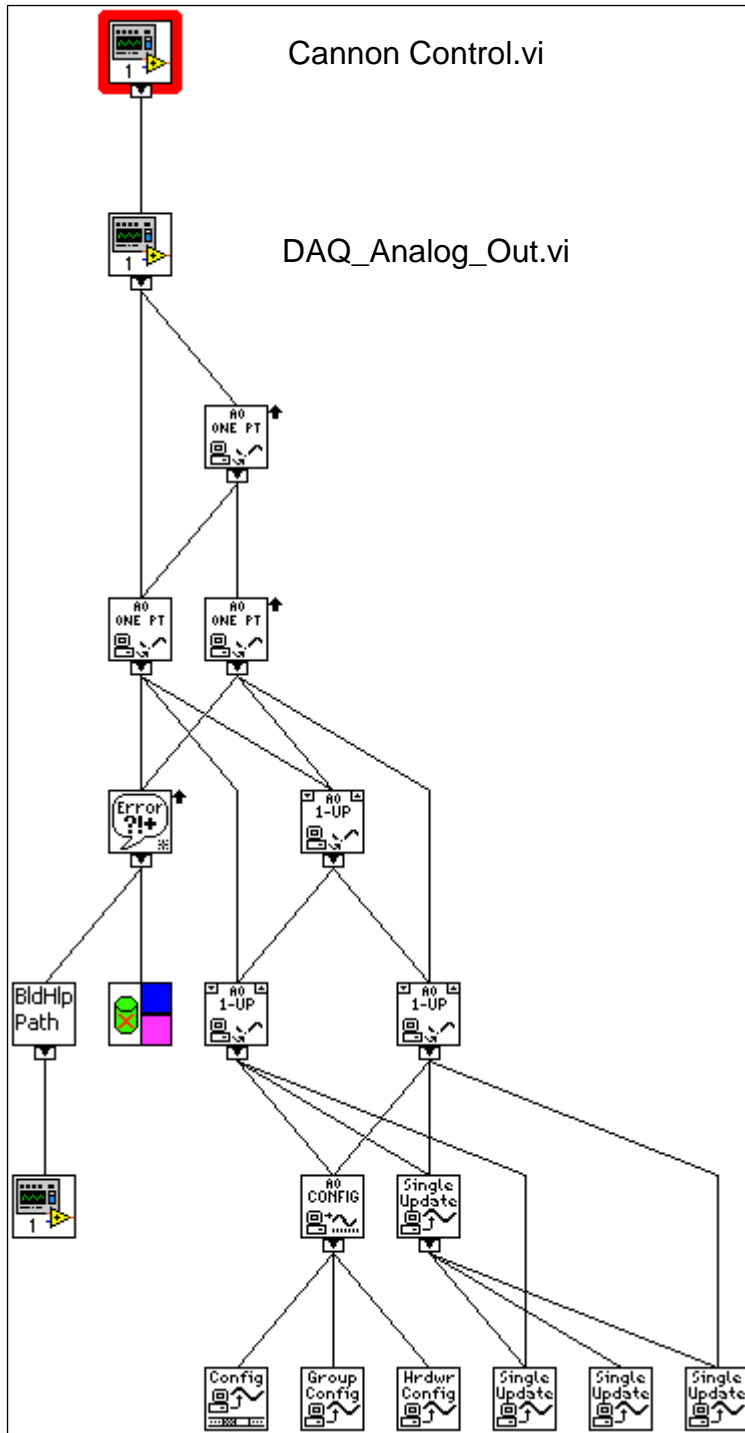 Cannon Control.vi
1
DAQ_Analog_Out.vi
1
AO
ONE PT
AO
ONE PT
AO
ONE PT
Error
?!+
AO
1-UP
BldHlp
Path
AO
1-UP
AO
1-UP
1
AO
CONFIG
Single
Update
Config
Group
Config
Hrdwr
Config
Single
Update
Single
Update
Single
Update